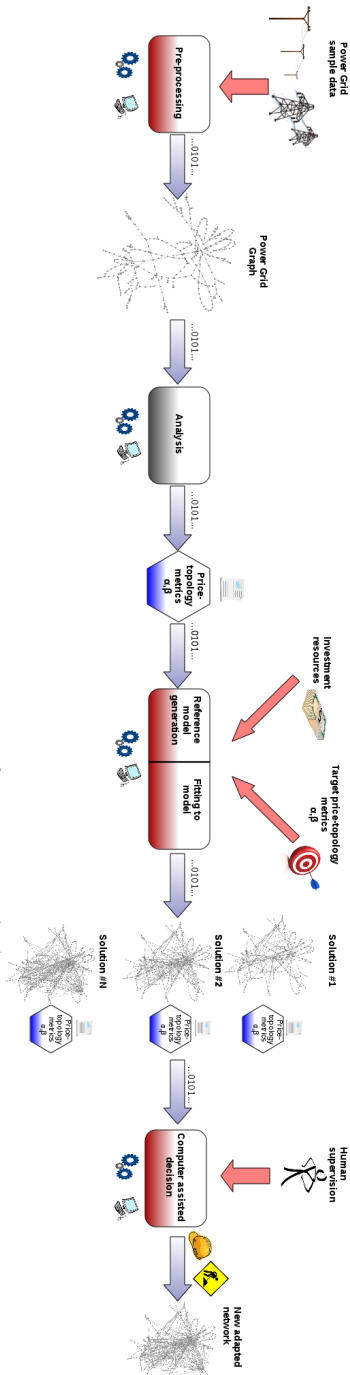 Power Grid
sample data
Pre-processing
...0101...
Power Grid
Graph
...0101...
Analysis
...0101...
Price-
topology
metrics
α,β
...0101...
Investment
resources
Target price-topology
metrics
α,β
Reference
model
generation
Fitting to
model
...0101...
Solution #1
Price-
topology
metrics
α,β
Solution #2
Price-
topology
metrics
α,β
Solution #N
Price-
topology
metrics
α,β
...0101...
Human
supervision
Computer assisted
decision
New adapted
network